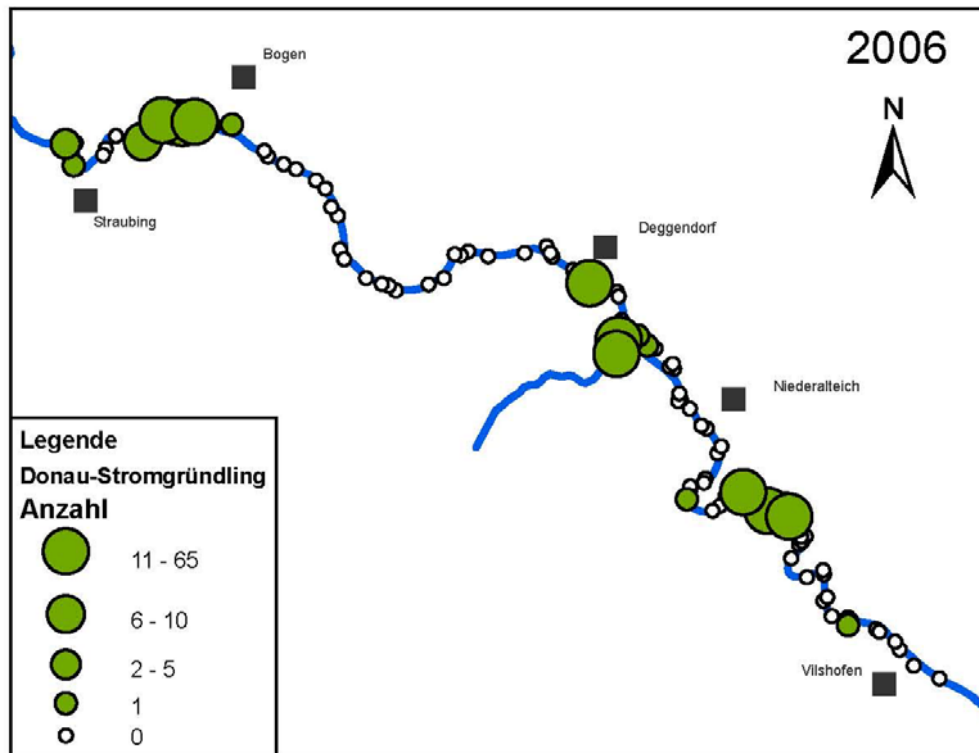 2006
Bogen
N
Straubing
Deggendorf
Niederalteich
Vilshofen
Legende
Donau-Stromgründling
Anzahl
11 - 65
6 - 10
2 - 5
1
0